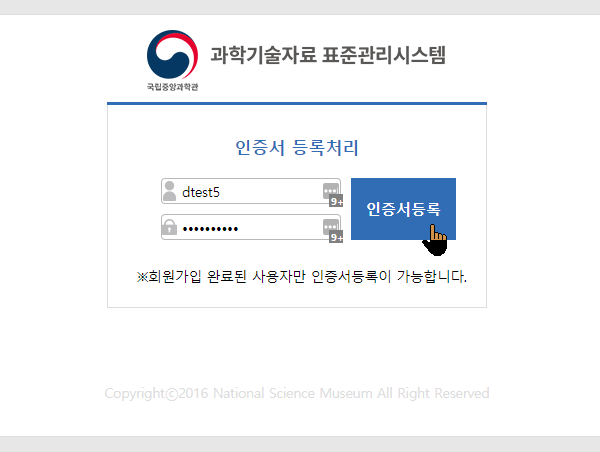 국립중앙과학관
과학기술자료 표준관리시스템
인증서 등록처리
dtest5
9+
••••••••••
9+
인증서등록
※회원가입 완료된 사용자만 인증서등록이 가능합니다.
Copyrightⓒ2016 National Science Museum All Right Reserved